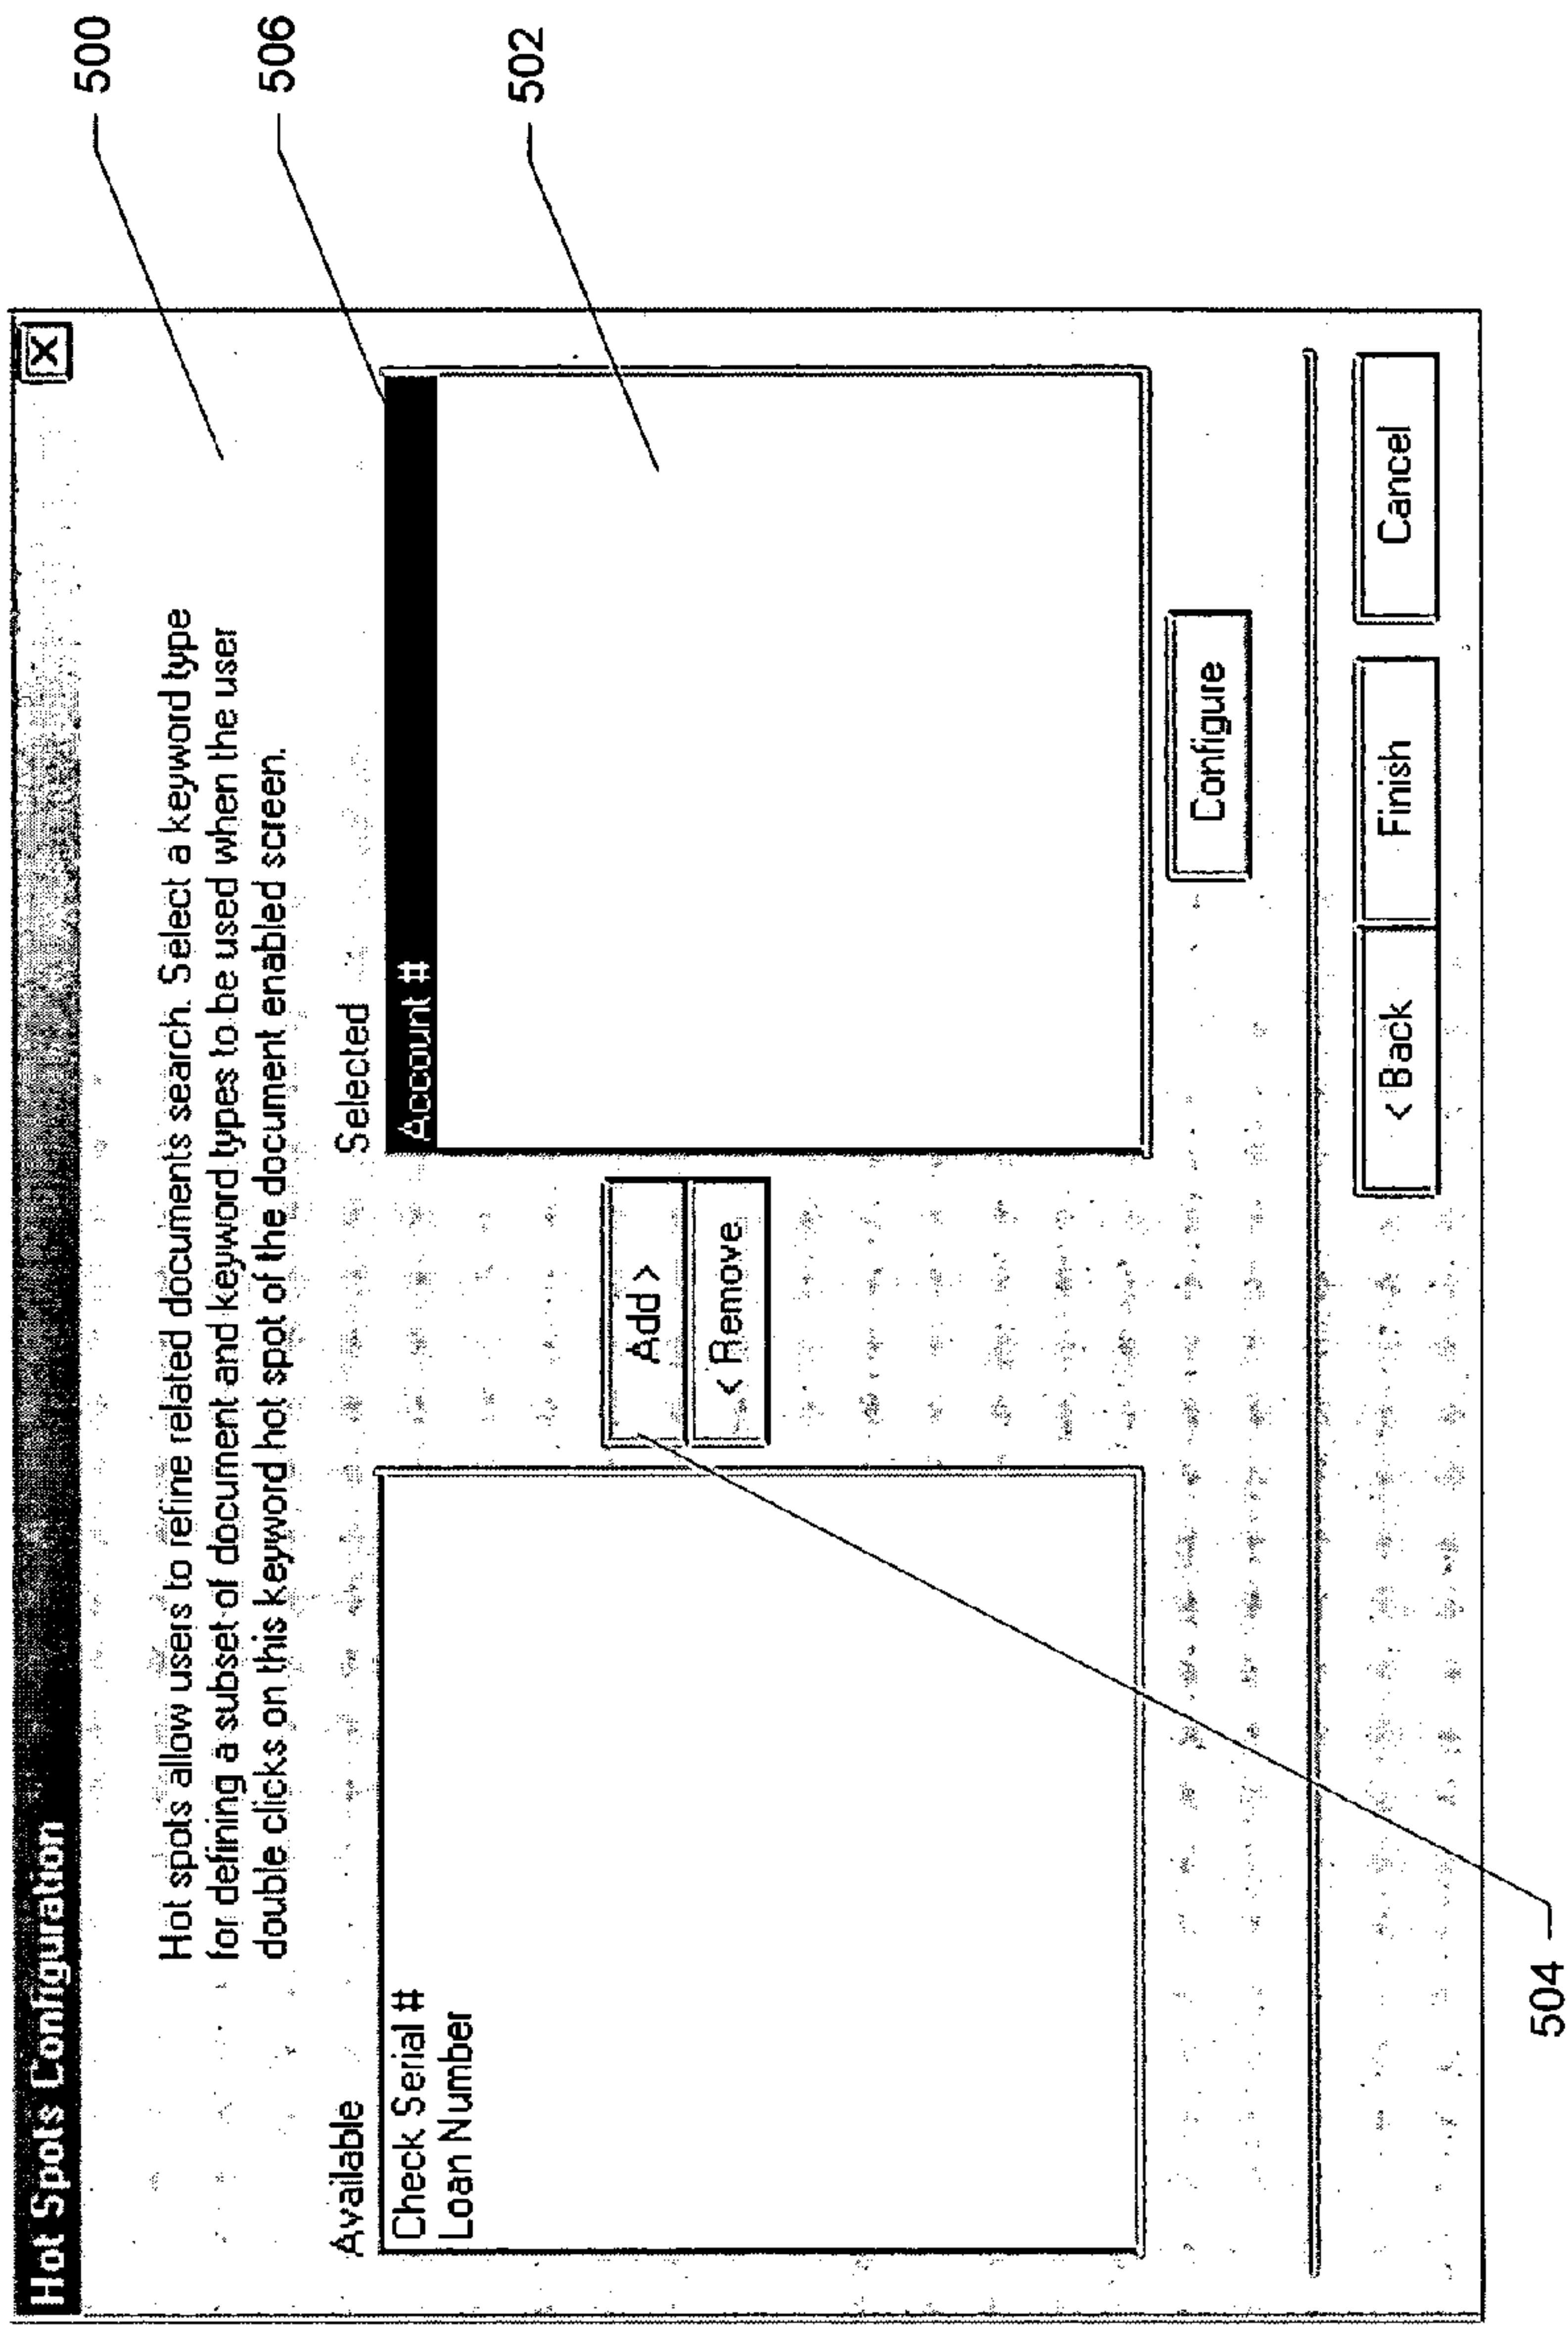 Hot Spots Configuration
X
500
Hot spots allow users to refine related documents search. Select a keyword type
for defining a subset of document and keyword types to be used when the user
double clicks on this keyword hot spot of the document enabled screen.
506
Available
Selected
Check Serial #
Loan Number
Account #
502
Add >
< Remove
Configure
< Back
Finish
Cancel
504